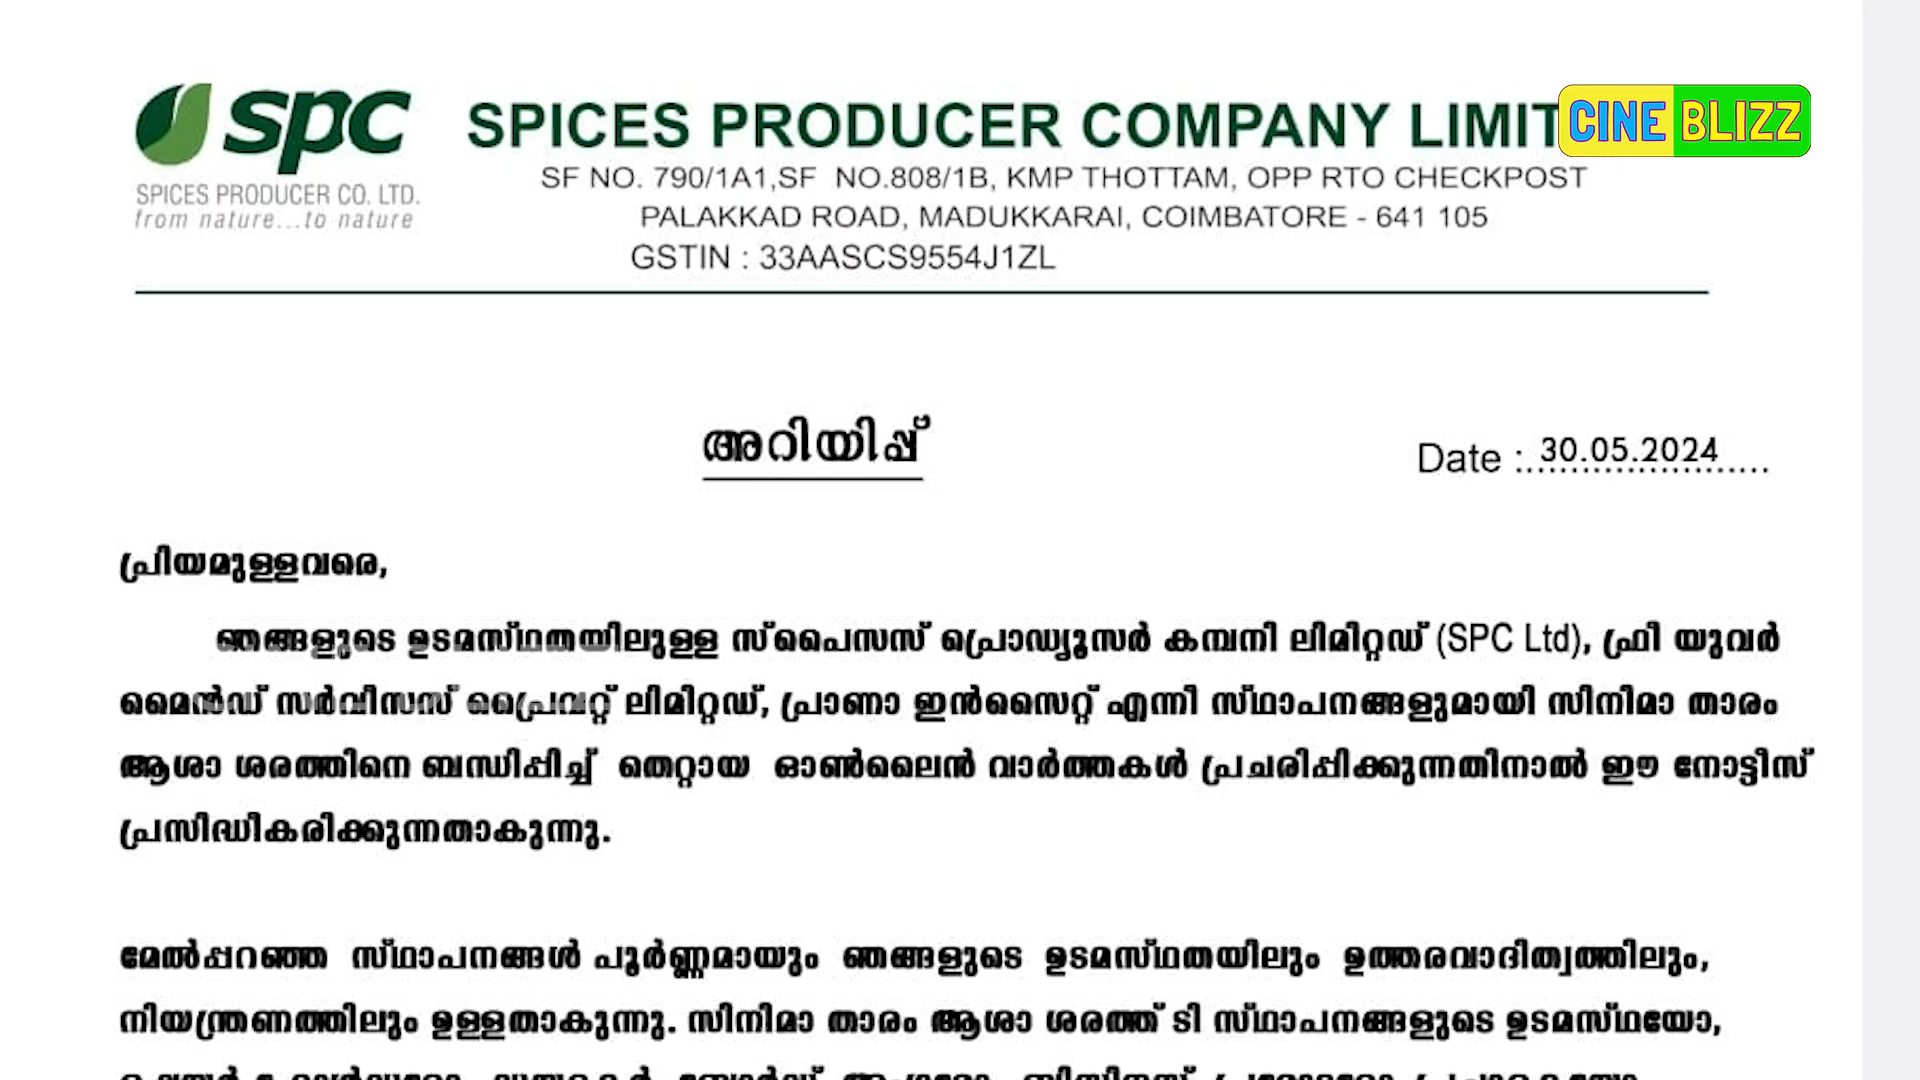 spc
SPICES PRODUCER CO. LTD.
from nature...to nature
SPICES PRODUCER COMPANY LIMIT
CINE BLIZZ
SF NO. 790/1A1,SF NO.808/1B, KMP THOTTAM, OPP RTO CHECKPOST
PALAKKAD ROAD, MADUKKARAI, COIMBATORE - 641 105
GSTIN : 33AASCS9554J1ZL
അറിയിപ്പ്
Date :.30.05.2024......
പ്രിയമുള്ളവരെ,
ഞങ്ങളുടെ ഉടമസ്ഥതയിലുള്ള സ്പൈസസ് പ്രൊഡ്യൂസർ കമ്പനി ലിമിറ്റഡ് (SPC Ltd), ഫ്രീ യുവർ
മൈൻഡ് സർവീസസ് പ്രൈവറ്റ് ലിമിറ്റഡ്, പ്രാണാ ഇൻസൈറ്റ് എന്നീ സ്ഥാപനങ്ങളുമായി സിനിമാ താരം
ആശാ ശരത്തിനെ ബന്ധിപ്പിച്ച് തെറ്റായ ഓൺലൈൻ വാർത്തകൾ പ്രചരിപ്പിക്കുന്നതിനാൽ ഈ നോട്ടീസ്
പ്രസിദ്ധീകരിക്കുന്നതാകുന്നു.
മേൽപ്പറഞ്ഞ സ്ഥാപനങ്ങൾ പൂർണ്ണമായും ഞങ്ങളുടെ ഉടമസ്ഥതയിലും ഉത്തരവാദിത്വത്തിലും,
നിയന്ത്രണത്തിലും ഉള്ളതാകുന്നു. സിനിമാ താരം ആശാ ശരത്ത് ടി സ്ഥാപനങ്ങളുടെ ഉടമസ്ഥയോ,